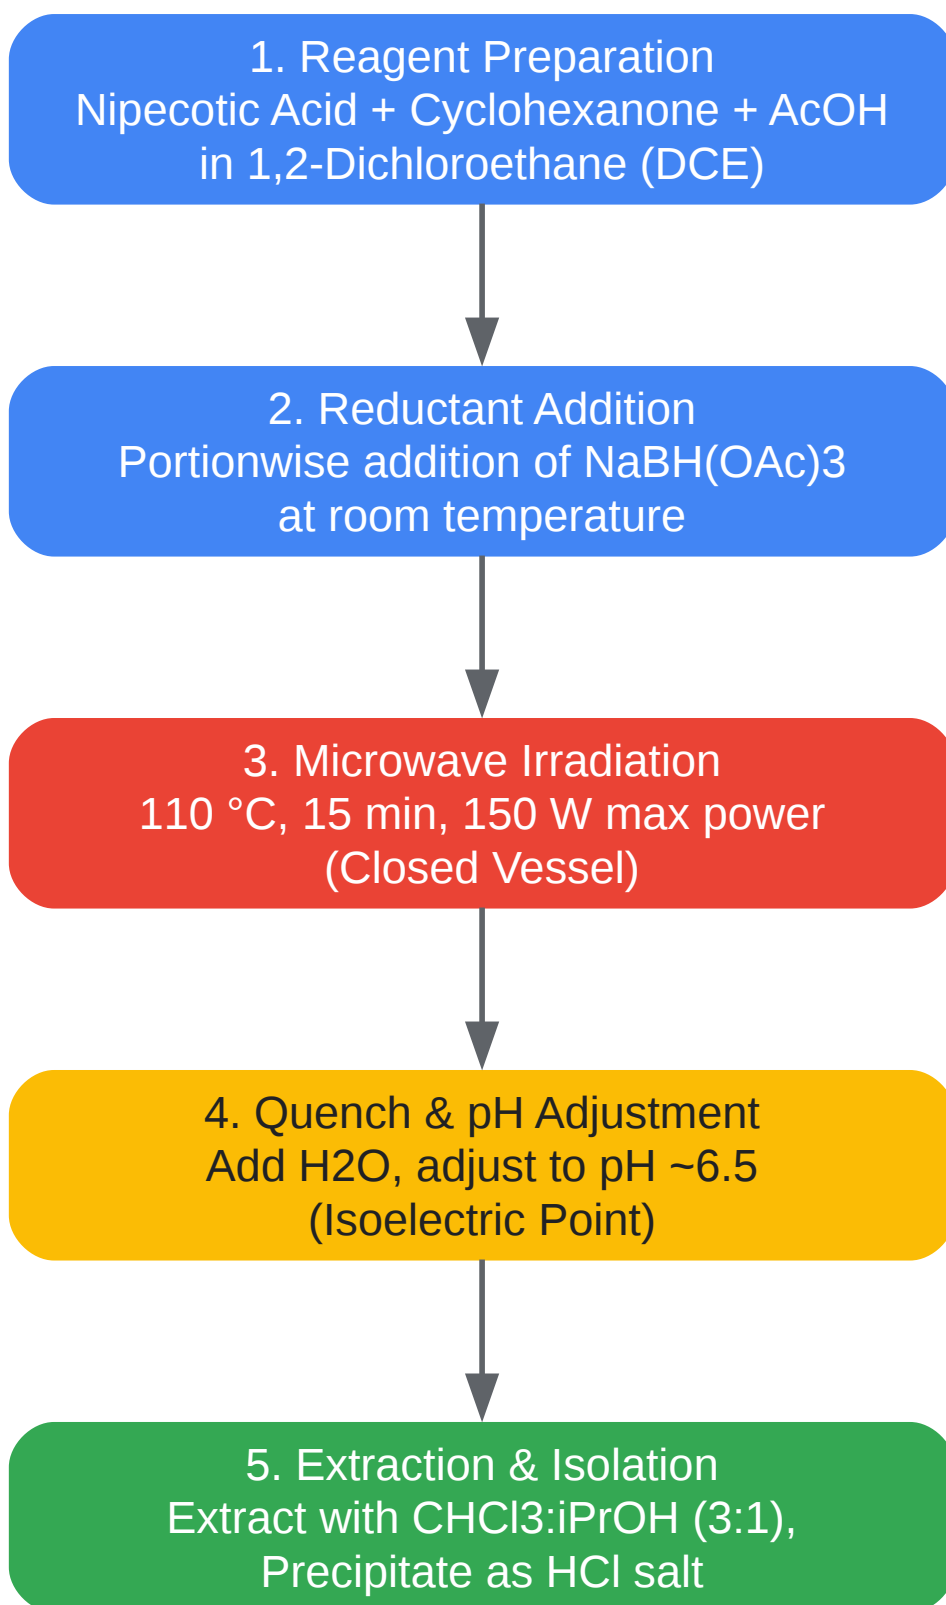 1. Reagent Preparation
Nipecotic Acid + Cyclohexanone + AcOH
in 1,2-Dichloroethane (DCE)
2. Reductant Addition
Portionwise addition of NaBH(OAc)3
at room temperature
3. Microwave Irradiation
110 °C, 15 min, 150 W max power
(Closed Vessel)
4. Quench & pH Adjustment
Add H2O, adjust to pH ~6.5
(Isoelectric Point)
5. Extraction & Isolation
Extract with CHCl3:iPrOH (3:1),
Precipitate as HCl salt